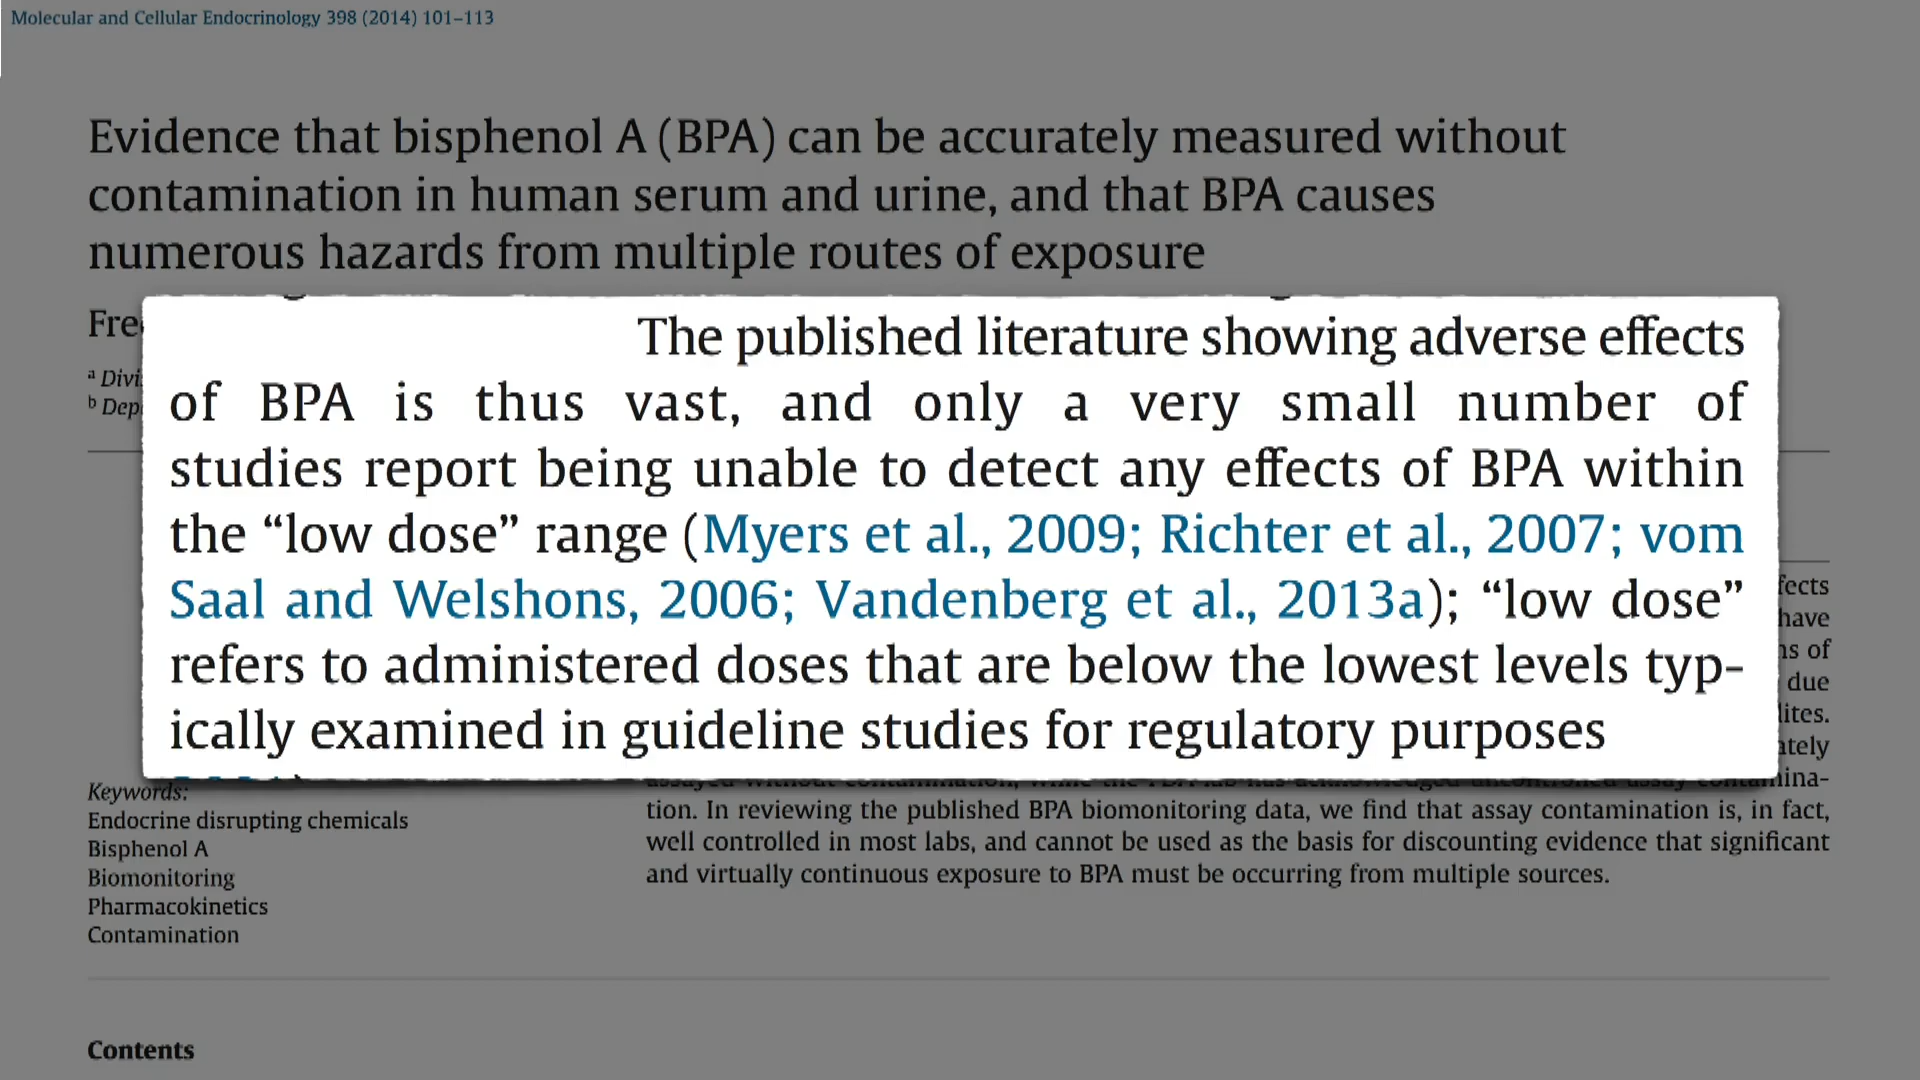 Molecular and Cellular Endocrinology 398 (2014) 101–113
Evidence that bisphenol A (BPA) can be accurately measured without
contamination in human serum and urine, and that BPA causes
numerous hazards from multiple routes of exposure
The published literature showing adverse effects
of BPA is thus vast, and only a very small number of
studies report being unable to detect any effects of BPA within
the “low dose” range (Myers et al., 2009; Richter et al., 2007; vom
Saal and Welshons, 2006; Vandenberg et al., 2013a); “low dose”
refers to administered doses that are below the lowest levels typ-
ically examined in guideline studies for regulatory purposes
have
of
due
Keywords:
Endocrine disrupting chemicals
Bisphenol A
Biomonitoring
Pharmacokinetics
Contamination
tion. In reviewing the published BPA biomonitoring data, we find that assay contamination is, in fact,
well controlled in most labs, and cannot be used as the basis for discounting evidence that significant
and virtually continuous exposure to BPA must be occurring from multiple sources.
Contents